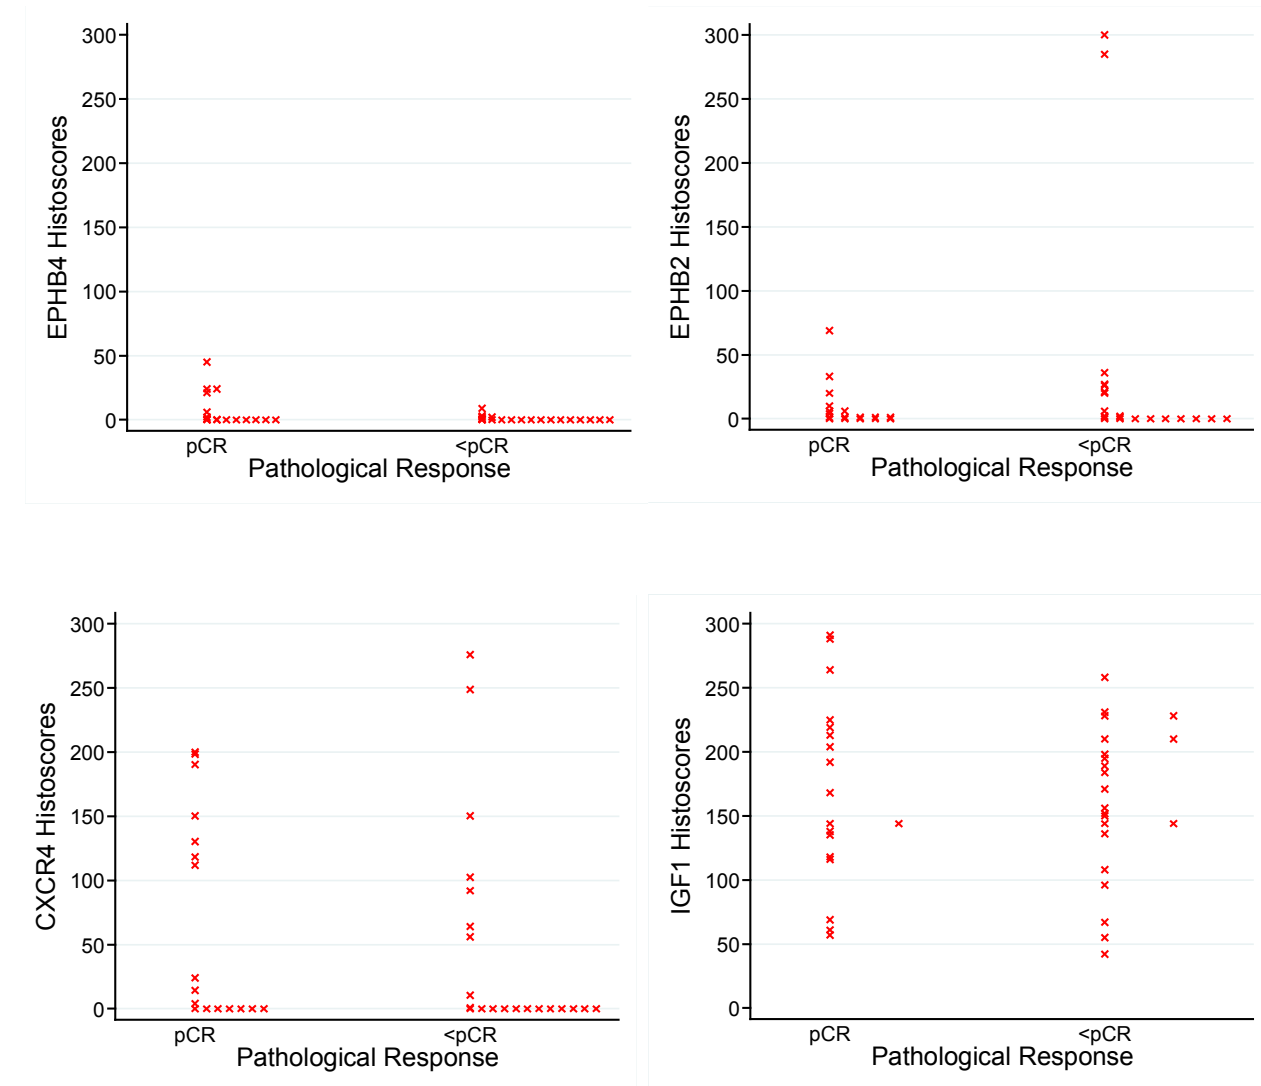 EPHB4 Histoscores
300
250
200
150
100
50
0
pCR
<pCR
Pathological Response
EPHB2 Histoscores
300
250
200
150
100
50
0
pCR
<pCR
Pathological Response
CXCR4 Histoscores
300
250
200
150
100
50
0
pCR
<pCR
Pathological Response
IGF1 Histoscores
300
250
200
150
100
50
0
pCR
<pCR
Pathological Response